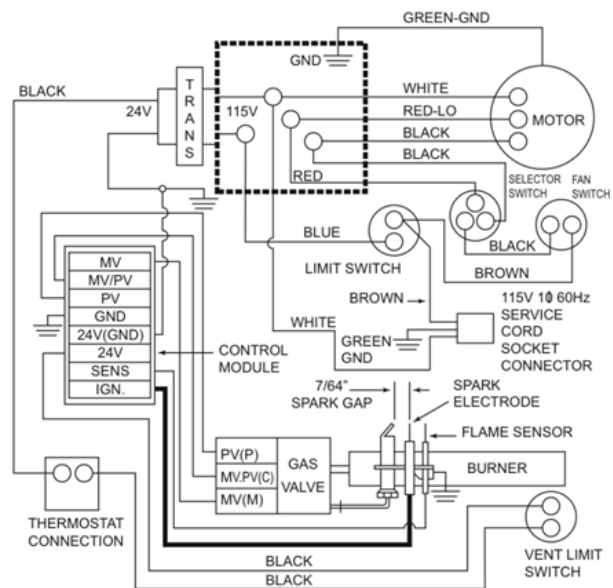 GREEN-GND
GND
BLACK
24V
TRANS
115V
WHITE
RED-LO
BLACK
MOTOR
BLACK
RED
SELECTOR
SWITCH
FAN
SWITCH
BLUE
LIMIT SWITCH
BLACK
BROWN
BROWN
WHITE
GREEN
GND
115V 1ϕ 60Hz
SERVICE
CORD
SOCKET
CONNECTOR
MV
MV/PV
PV
GND
24V(GND)
24V
SENS
IGN.
CONTROL
MODULE
7/64"
SPARK GAP
SPARK
ELECTRODE
FLAME SENSOR
PV(P)
MV.PV(C)
MV(M)
GAS
VALVE
BURNER
THERMOSTAT
CONNECTION
BLACK
BLACK
VENT LIMIT
SWITCH